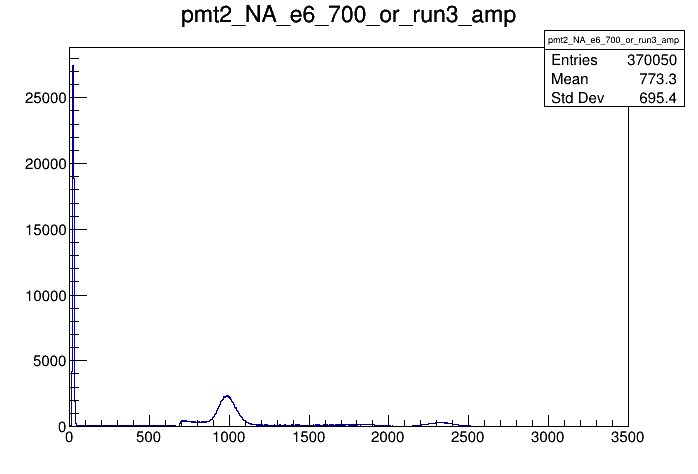 pmt2_NA_e6_700_or_run3_amp
pmt2_NA_e6_700_or_run3_amp
Entries 370050
Mean 773.3
Std Dev 695.4
25000
20000
15000
10000
5000
0
0 500 1000 1500 2000 2500 3000 3500